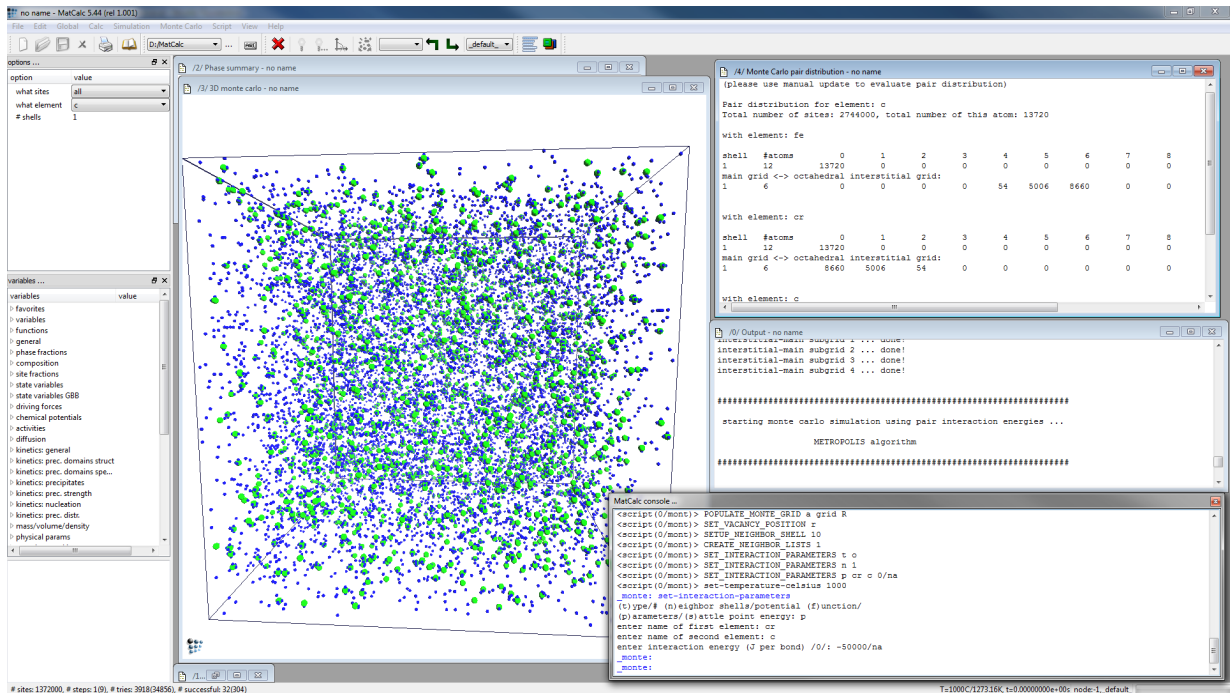 no name - MatCalc 5.44 (rel 1.001)
File Edit Global Calc Simulation Monte Carlo Script View Help
D:/MatCalc ... _default_
options ...
option value
what sites all
what element c
# shells 1
variables ...
variables value
favorites
variables
functions
general
phase fractions
composition
site fractions
state variables
state variables GBB
driving forces
chemical potentials
activities
diffusion
kinetics: general
kinetics: prec. domains struct
kinetics: prec. domains spe...
kinetics: precipitates
kinetics: prec. strength
kinetics: nucleation
kinetics: prec. distr.
mass/volume/density
physical params
/2/ Phase summary - no name
/3/ 3D monte carlo - no name
/1...
/4/ Monte Carlo pair distribution - no name
(please use manual update to evaluate pair distribution)
Pair distribution for element: c
Total number of sites: 2744000, total number of this atom: 13720
with element: fe
shell #atoms 0 1 2 3 4 5 6 7 8
1 12 13720 0 0 0 0 0 0 0 0
main grid <-> octahedral interstitial grid:
1 6 0 0 0 0 54 5006 8660 0 0
with element: cr
shell #atoms 0 1 2 3 4 5 6 7 8
1 12 13720 0 0 0 0 0 0 0 0
main grid <-> octahedral interstitial grid:
1 6 8660 5006 54 0 0 0 0 0 0
with element: c
/0/ Output - no name
interstitial-main subgrid 1 ... done!
interstitial-main subgrid 2 ... done!
interstitial-main subgrid 3 ... done!
interstitial-main subgrid 4 ... done!
######################################################################
starting monte carlo simulation using pair interaction energies ...
METROPOLIS algorithm
######################################################################
MatCalc console ...
<script(0/mont)> POPULATE_MONTE_GRID a grid R
<script(0/mont)> SET_VACANCY_POSITION r
<script(0/mont)> SETUP_NEIGHBOR_SHELL 10
<script(0/mont)> CREATE_NEIGHBOR_LISTS 1
<script(0/mont)> SET_INTERACTION_PARAMETERS t o
<script(0/mont)> SET_INTERACTION_PARAMETERS n 1
<script(0/mont)> SET_INTERACTION_PARAMETERS p cr c 0/na
<script(0/mont)> set-temperature-celsius 1000
_monte: set-interaction-parameters
(t)ype/# (n)eighbor shells/potential (f)unction/
(p)arameters/(s)attle point energy: p
enter name of first element: cr
enter name of second element: c
enter interaction energy (J per bond) /0/: -50000/na
_monte:
_monte:
# sites: 1372000, # steps: 1(9), # tries: 3918(34856), # successful: 32(304)
T=1000C/1273.16K, t=0.00000000e+00s node:-1, _default_